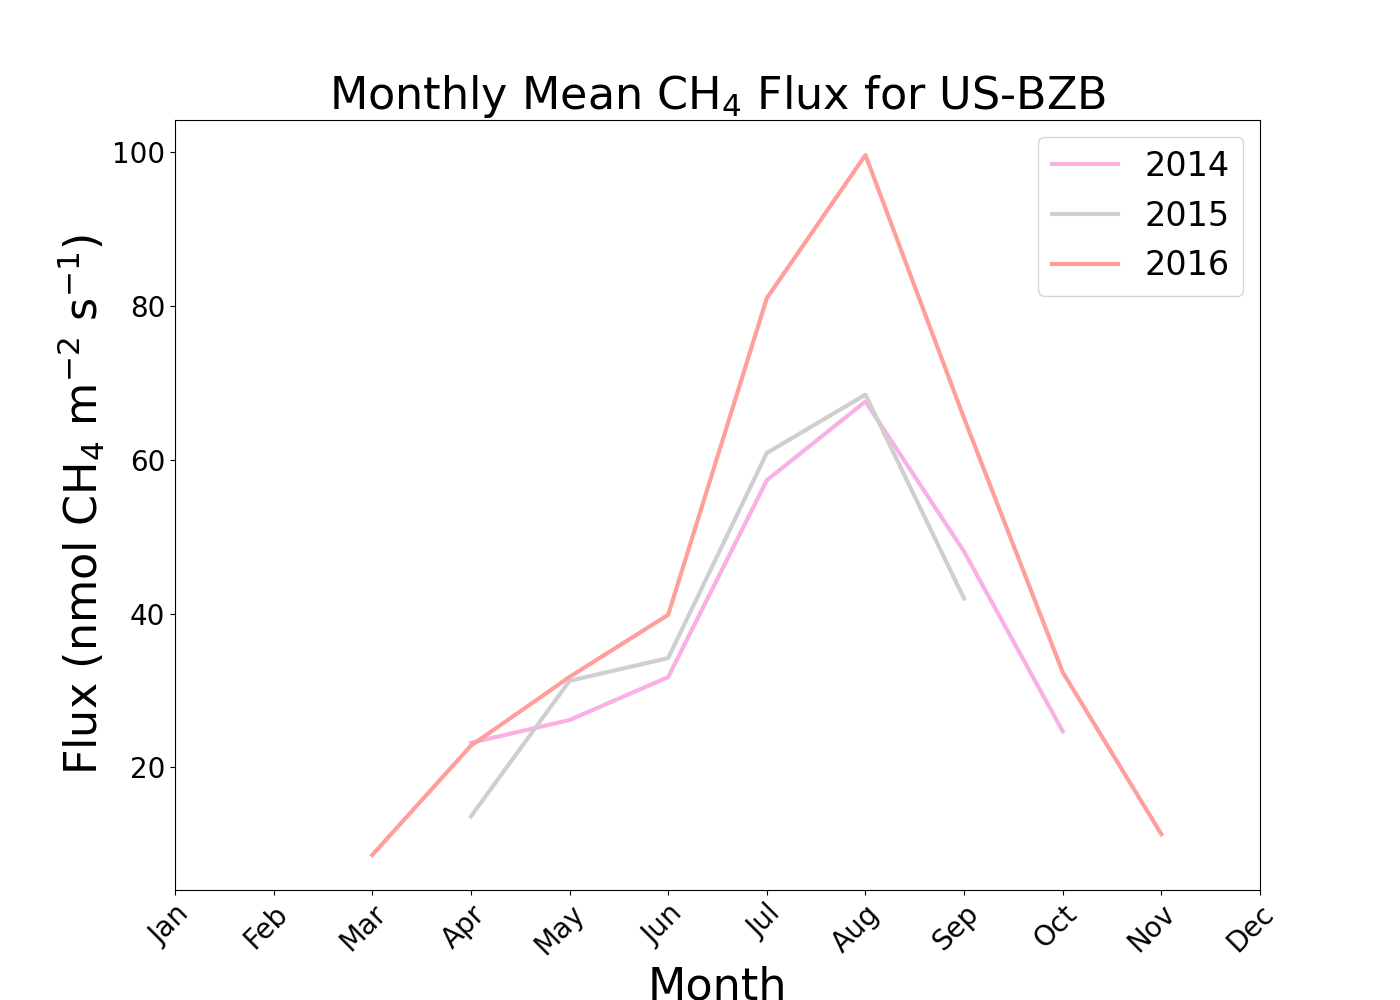 Monthly Mean CH₄ Flux for US-BZB
2014
2015
2016
Flux (nmol CH₄ m⁻² s⁻¹)
100
80
60
40
20
Jan Feb Mar Apr May Jun Jul Aug Sep Oct Nov Dec
Month